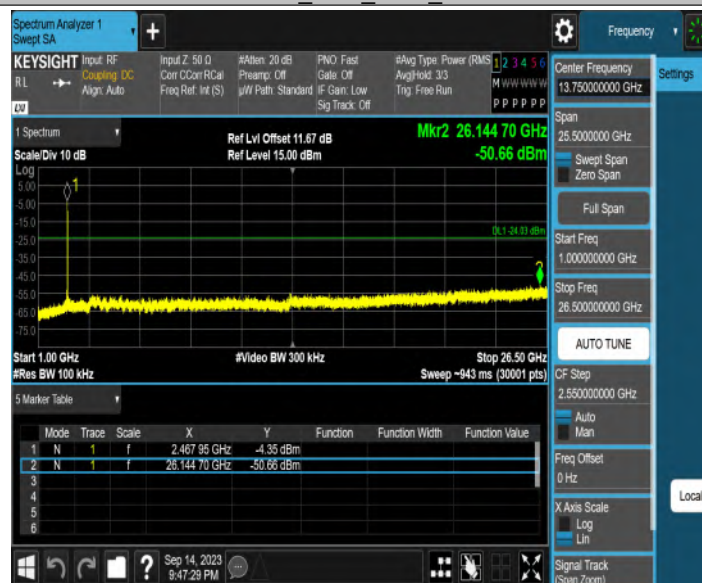 Spectrum Analyzer 1
Swept SA
+
Frequency
KEYSIGHT
RL
LXI
Input: RF
Coupling: DC
Align: Auto
Input Z: 50 Ω
Corr CCorr RCal
Freq Ref: Int (S)
#Atten: 20 dB
Preamp: Off
µW Path: Standard
PNO: Fast
Gate: Off
IF Gain: Low
Sig Track: Off
#Avg Type: Power (RMS
Avg|Hold: 3/3
Trig: Free Run
1 2 3 4 5 6
M W W W W W
P P P P P P
1 Spectrum
Scale/Div 10 dB
Ref Lvl Offset 11.67 dB
Ref Level 15.00 dBm
Mkr2 26.144 70 GHz
-50.66 dBm
Log
5.00
-5.00
-15.0
-25.0
-35.0
-45.0
-55.0
-65.0
-75.0
1
DL1 -24.03 dBm
2
Start 1.00 GHz
#Res BW 100 kHz
#Video BW 300 kHz
Stop 26.50 GHz
Sweep ~943 ms (30001 pts)
5 Marker Table
Mode Trace Scale X Y Function Function Width Function Value
1 N 1 f 2.467 95 GHz -4.35 dBm
2 N 1 f 26.144 70 GHz -50.66 dBm
3
4
5
6
Sep 14, 2023
9:47:29 PM
?
Center Frequency
13.750000000 GHz
Span
25.5000000 GHz
Swept Span
Zero Span
Full Span
Start Freq
1.000000000 GHz
Stop Freq
26.500000000 GHz
AUTO TUNE
CF Step
2.550000000 GHz
Auto
Man
Freq Offset
0 Hz
X Axis Scale
Log
Lin
Signal Track
(Span Zoom)
Settings
Local